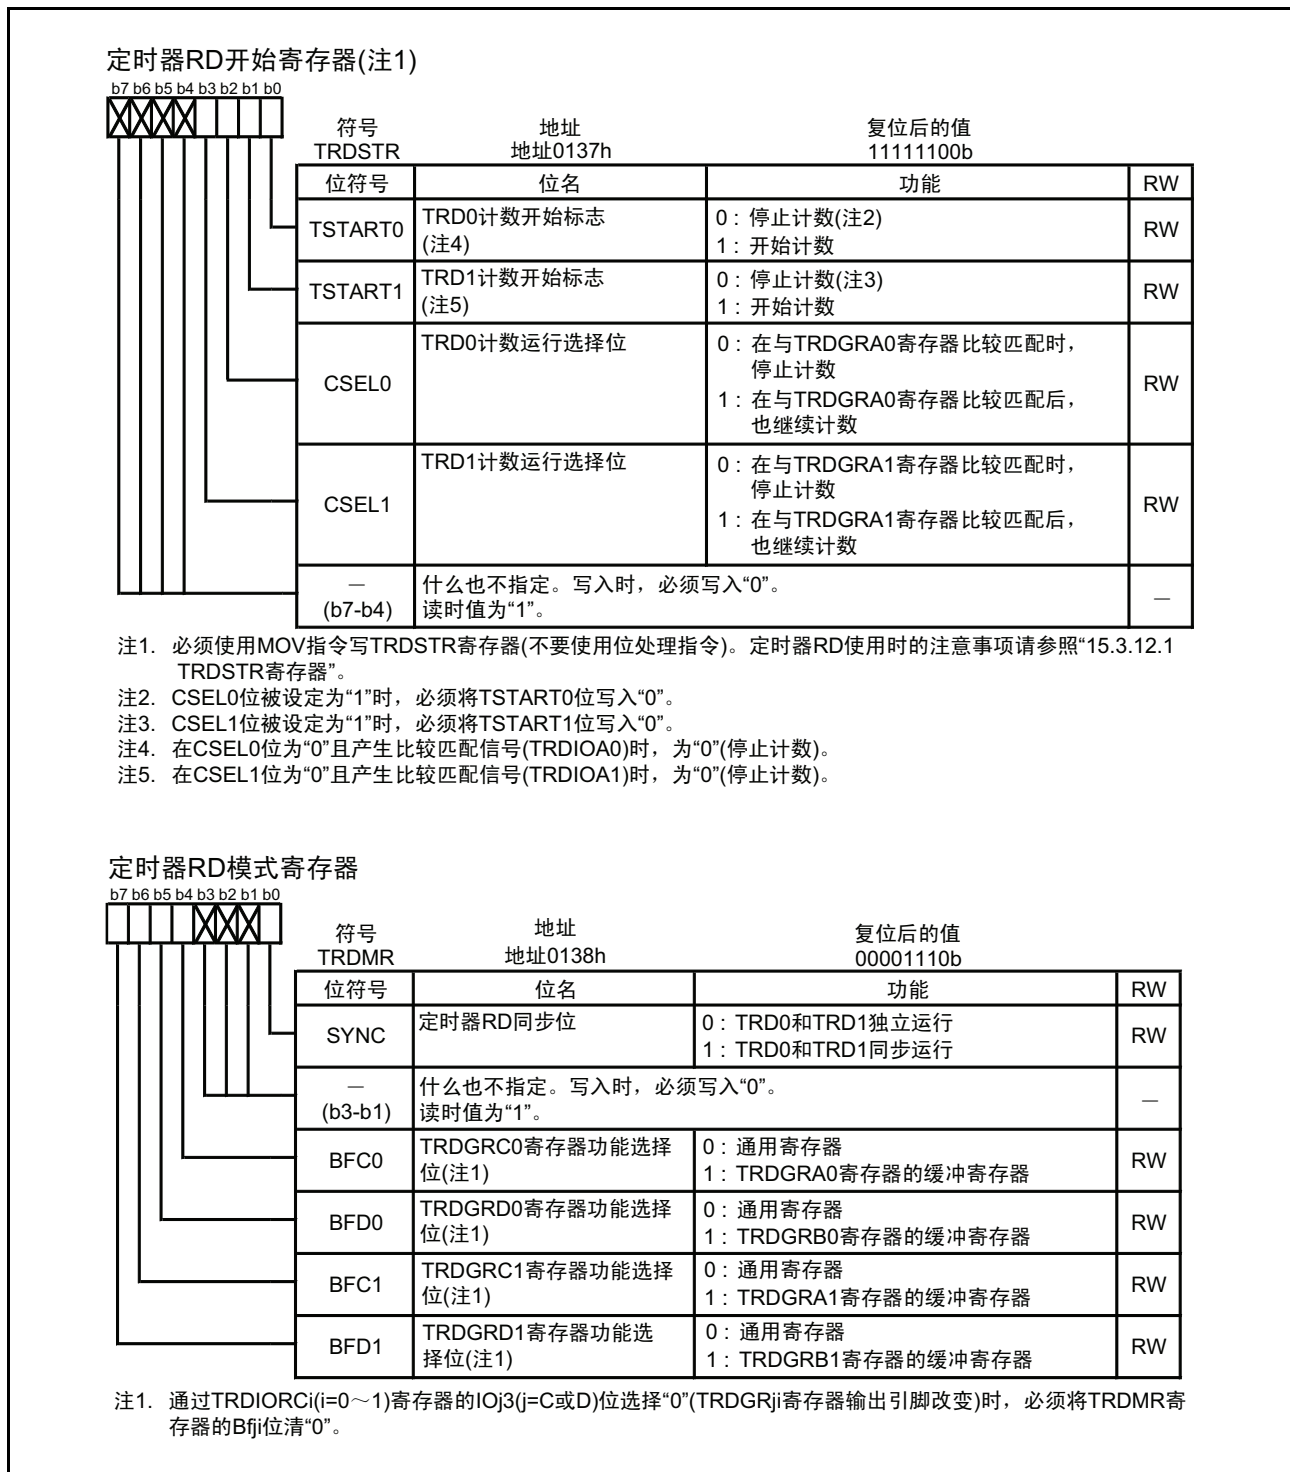 定时器RD开始寄存器(注1)
b7 b6 b5 b4 b3 b2 b1 b0
符号 地址 复位后的值
TRDSTR 地址0137h 11111100b
位符号 位名 功能 RW
TSTART0 TRD0计数开始标志 0：停止计数(注2) RW
(注4) 1：开始计数
TSTART1 TRD1计数开始标志 0：停止计数(注3) RW
(注5) 1：开始计数
CSEL0 TRD0计数运行选择位 0：在与TRDGRA0寄存器比较匹配时， RW
停止计数
1：在与TRDGRA0寄存器比较匹配后，
也继续计数
CSEL1 TRD1计数运行选择位 0：在与TRDGRA1寄存器比较匹配时， RW
停止计数
1：在与TRDGRA1寄存器比较匹配后，
也继续计数
— 什么也不指定。写入时，必须写入“0”。 —
(b7-b4) 读时值为“1”。
注1. 必须使用MOV指令写TRDSTR寄存器(不要使用位处理指令)。定时器RD使用时的注意事项请参照“15.3.12.1
TRDSTR寄存器”。
注2. CSEL0位被设定为“1”时，必须将TSTART0位写入“0”。
注3. CSEL1位被设定为“1”时，必须将TSTART1位写入“0”。
注4. 在CSEL0位为“0”且产生比较匹配信号(TRDIOA0)时，为“0”(停止计数)。
注5. 在CSEL1位为“0”且产生比较匹配信号(TRDIOA1)时，为“0”(停止计数)。
定时器RD模式寄存器
b7 b6 b5 b4 b3 b2 b1 b0
符号 地址 复位后的值
TRDMR 地址0138h 00001110b
位符号 位名 功能 RW
SYNC 定时器RD同步位 0：TRD0和TRD1独立运行 RW
1：TRD0和TRD1同步运行
— 什么也不指定。写入时，必须写入“0”。 —
(b3-b1) 读时值为“1”。
BFC0 TRDGRC0寄存器功能选择 0：通用寄存器 RW
位(注1) 1：TRDGRA0寄存器的缓冲寄存器
BFD0 TRDGRD0寄存器功能选择 0：通用寄存器 RW
位(注1) 1：TRDGRB0寄存器的缓冲寄存器
BFC1 TRDGRC1寄存器功能选择 0：通用寄存器 RW
位(注1) 1：TRDGRA1寄存器的缓冲寄存器
BFD1 TRDGRD1寄存器功能选 0：通用寄存器 RW
择位(注1) 1：TRDGRB1寄存器的缓冲寄存器
注1. 通过TRDIORCi(i=0～1)寄存器的IOj3(j=C或D)位选择“0”(TRDGRji寄存器输出引脚改变)时，必须将TRDMR寄
存器的Bfji位清“0”。